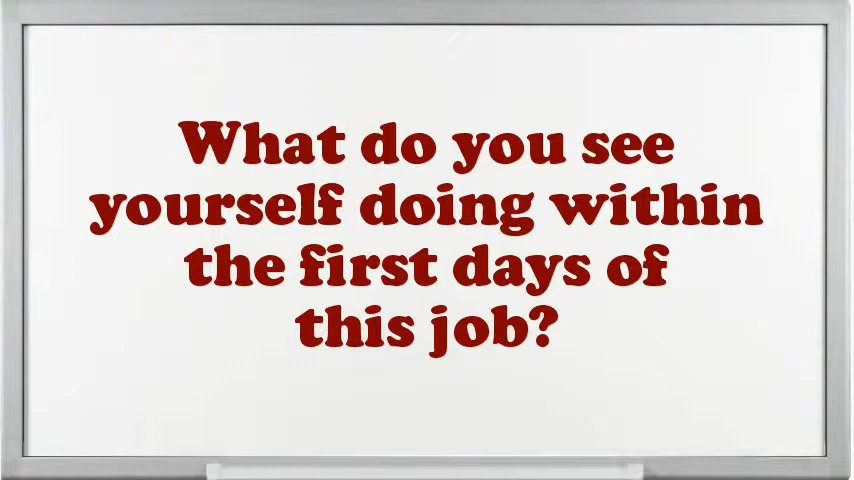 What do you see
yourself doing within
the first days of
this job?